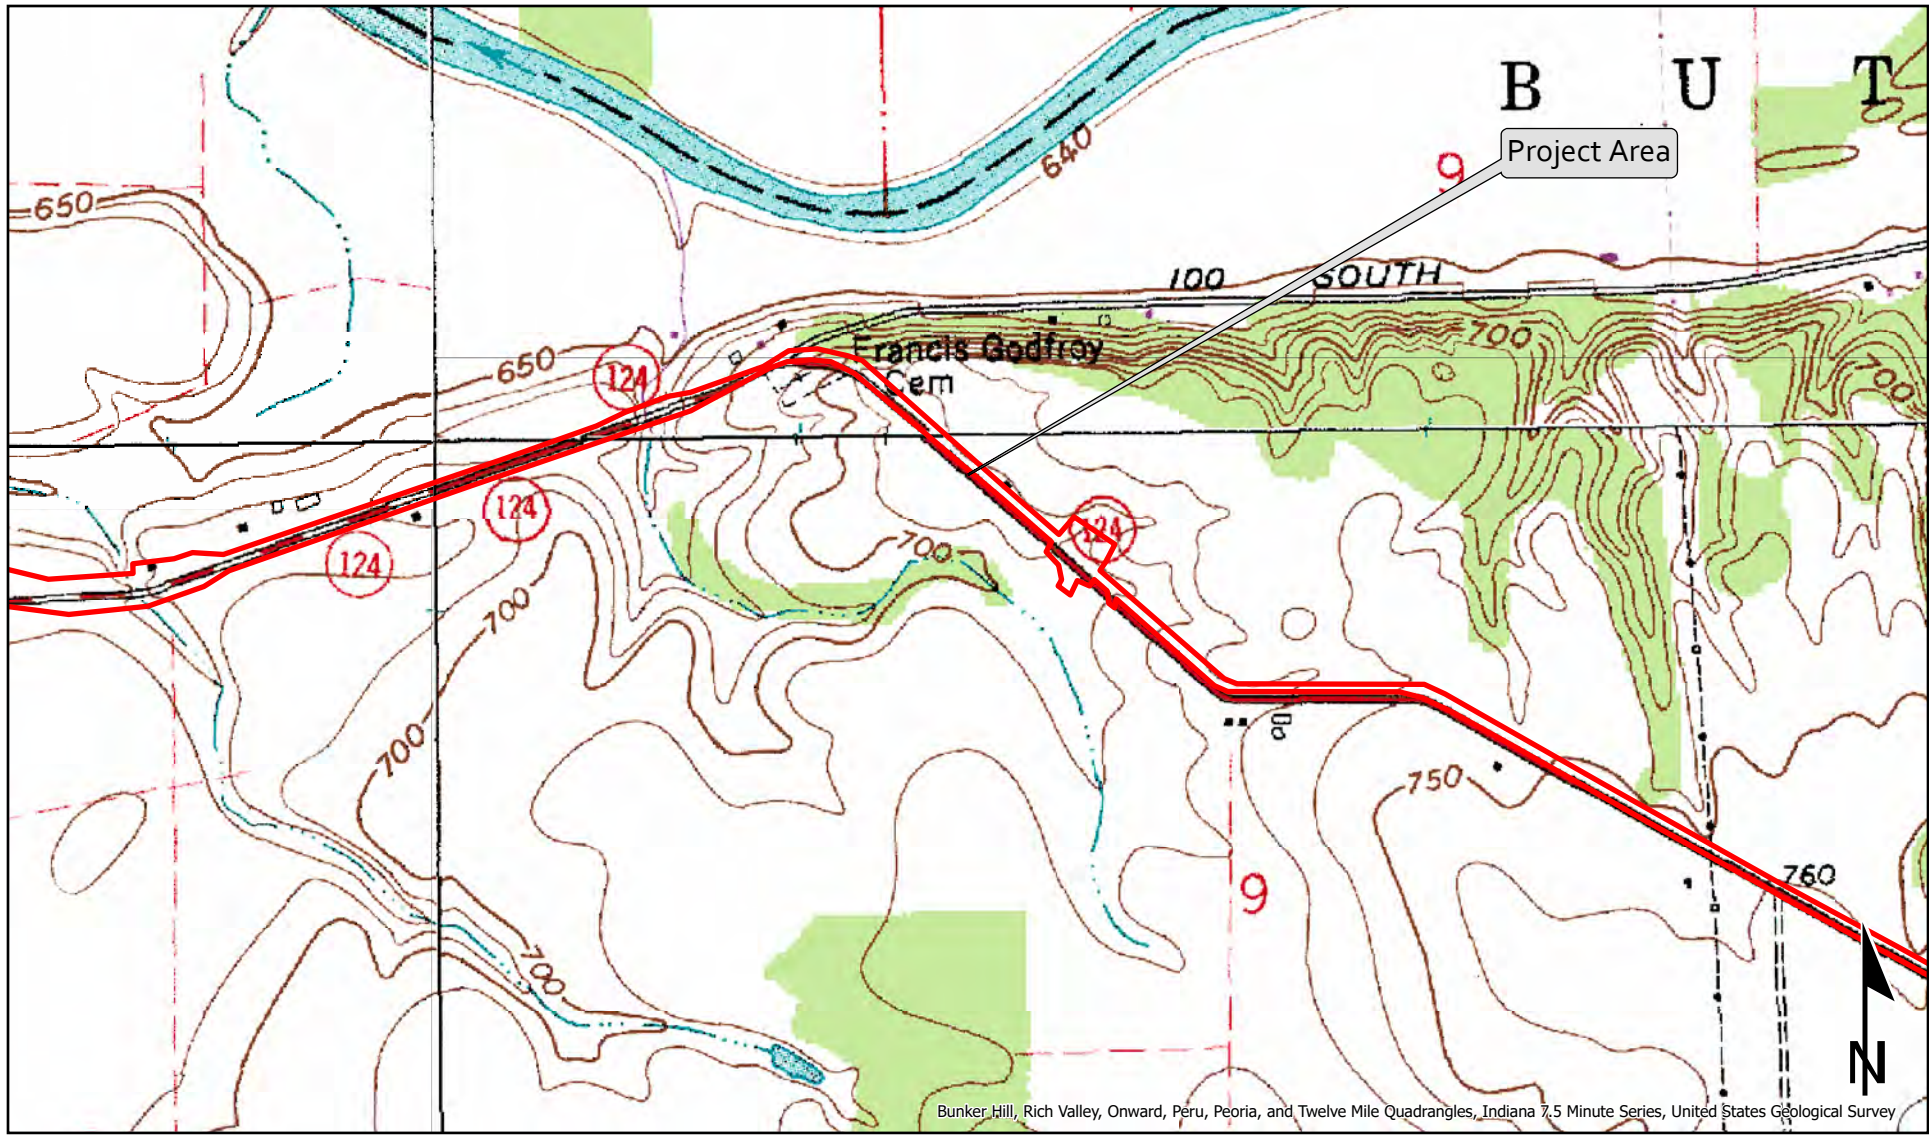 B U T
Project Area
9
640
650
100 SOUTH
700
Francis Godfroy
Cem
650
124
700
124
124
124
700
700
700
750
760
9
700
N
Bunker Hill, Rich Valley, Onward, Peru, Peoria, and Twelve Mile Quadrangles, Indiana 7.5 Minute Series, United States Geological Survey